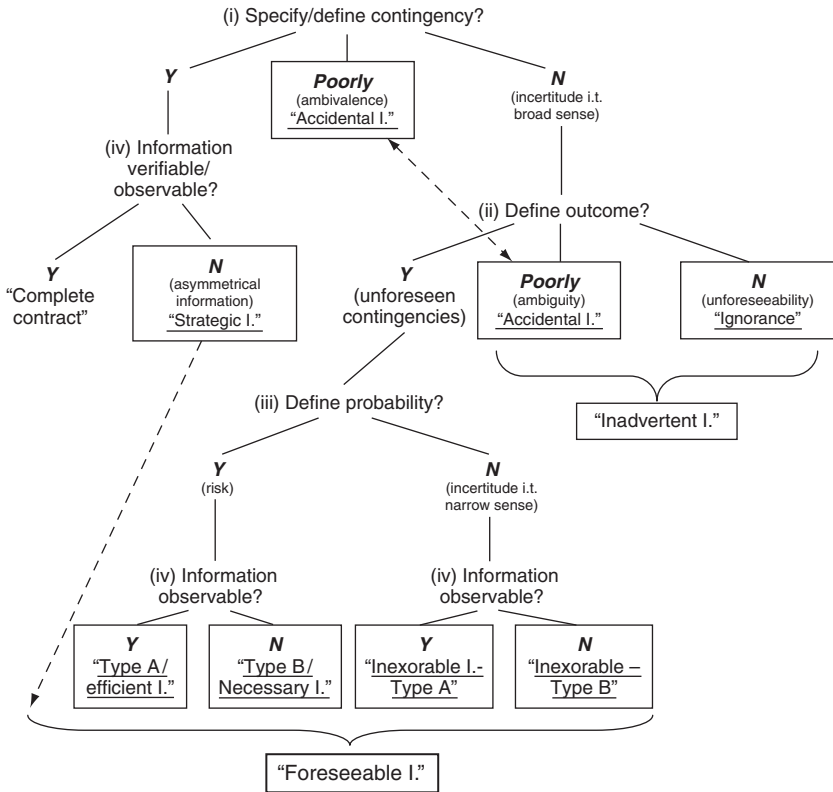 (i) Specify/define contingency?
Y
Poorly
(ambivalence)
“Accidental I.”
N
(incertitude i.t.
broad sense)
(iv) Information
verifiable/
observable?
(ii) Define outcome?
Y
“Complete
contract”
N
(asymmetrical
information)
“Strategic I.”
Y
(unforeseen
contingencies)
Poorly
(ambiguity)
“Accidental I.”
N
(unforeseeability)
“Ignorance”
“Inadvertent I.”
(iii) Define probability?
Y
(risk)
N
(incertitude i.t.
narrow sense)
(iv) Information
observable?
(iv) Information
observable?
Y
“Type A/
efficient I.”
N
“Type B/
Necessary I.”
Y
“Inexorable I.-
Type A”
N
“Inexorable –
Type B”
“Foreseeable I.”